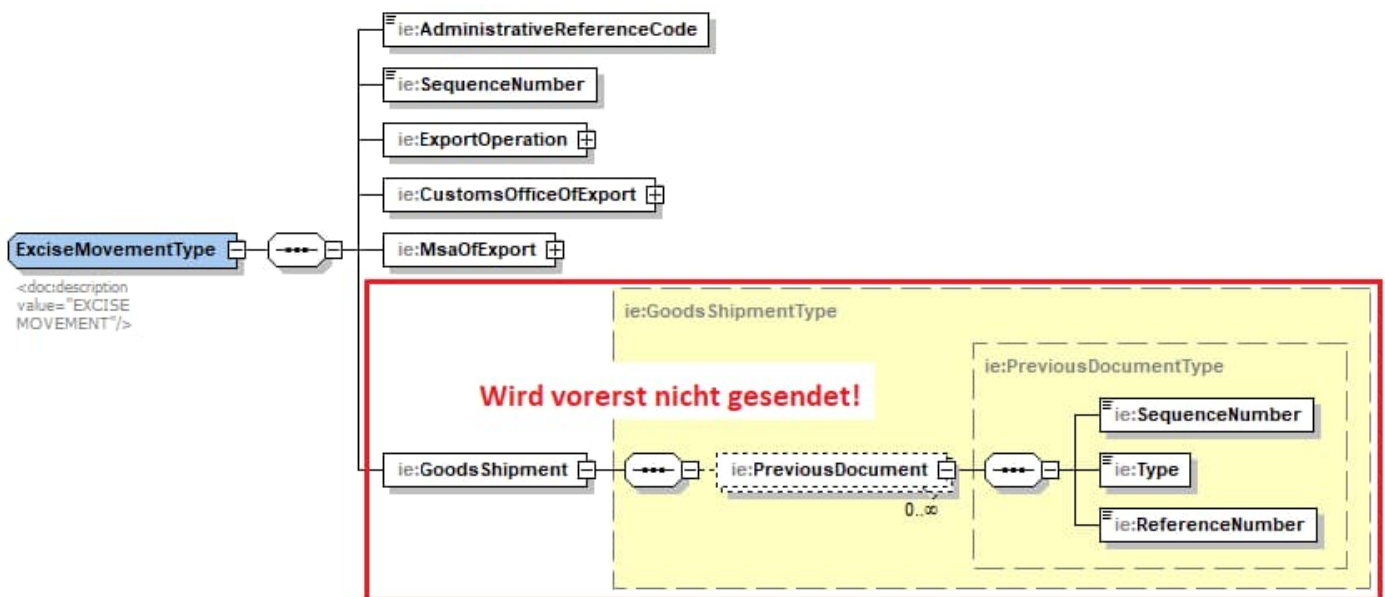 ie:AdministrativeReferenceCode
ie:SequenceNumber
ie:ExportOperation
ie:CustomsOfficeOfExport
ExciseMovementType
ie:MsaOfExport
<doc:description
value="EXCISE
MOVEMENT"/>
ie:GoodsShipmentType
ie:PreviousDocumentType
Wird vorerst nicht gesendet!
ie:SequenceNumber
ie:GoodsShipment
ie:PreviousDocument
ie:Type
0..∞
ie:ReferenceNumber